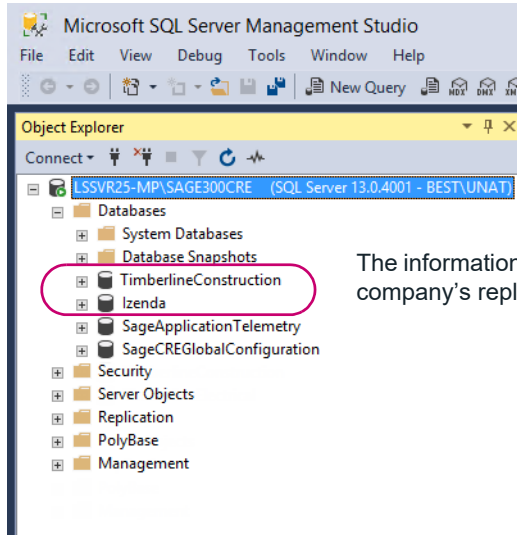 Microsoft SQL Server Management Studio
File Edit View Debug Tools Window Help
New Query MDX DMX
Object Explorer
Connect
LSSVR25-MP\SAGE300CRE (SQL Server 13.0.4001 - BEST\UNAT)
Databases
System Databases
Database Snapshots
The information
TimberlineConstruction
company's repl
Izenda
SageApplicationTelemetry
SageCREGlobalConfiguration
Security
Server Objects
Replication
PolyBase
Management